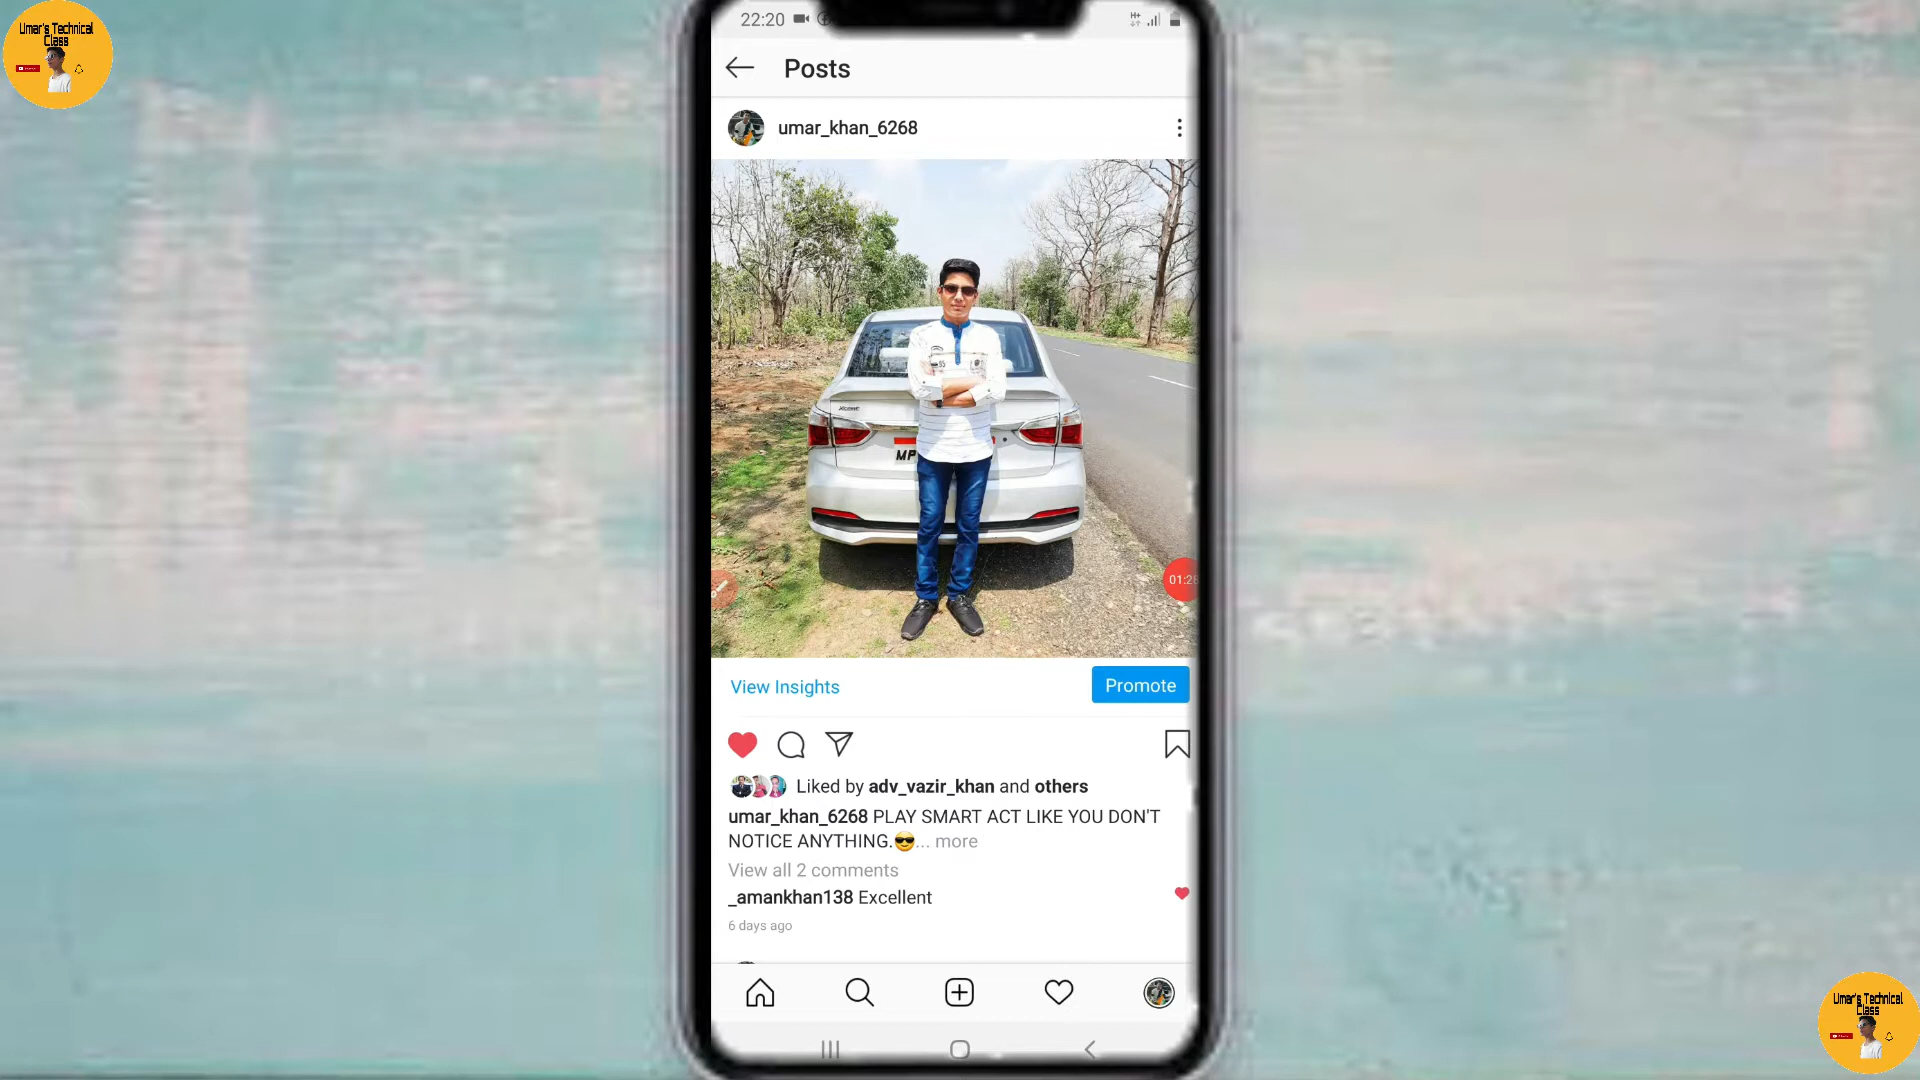 Umar's Technical
Class
22:20
Posts
umar_khan_6268
Xcent
MP
01:28
View Insights
Promote
Liked by adv_vazir_khan and others
umar_khan_6268 PLAY SMART ACT LIKE YOU DON'T
NOTICE ANYTHING.😎... more
View all 2 comments
_amankhan138 Excellent
6 days ago
Umar's Technical
Class